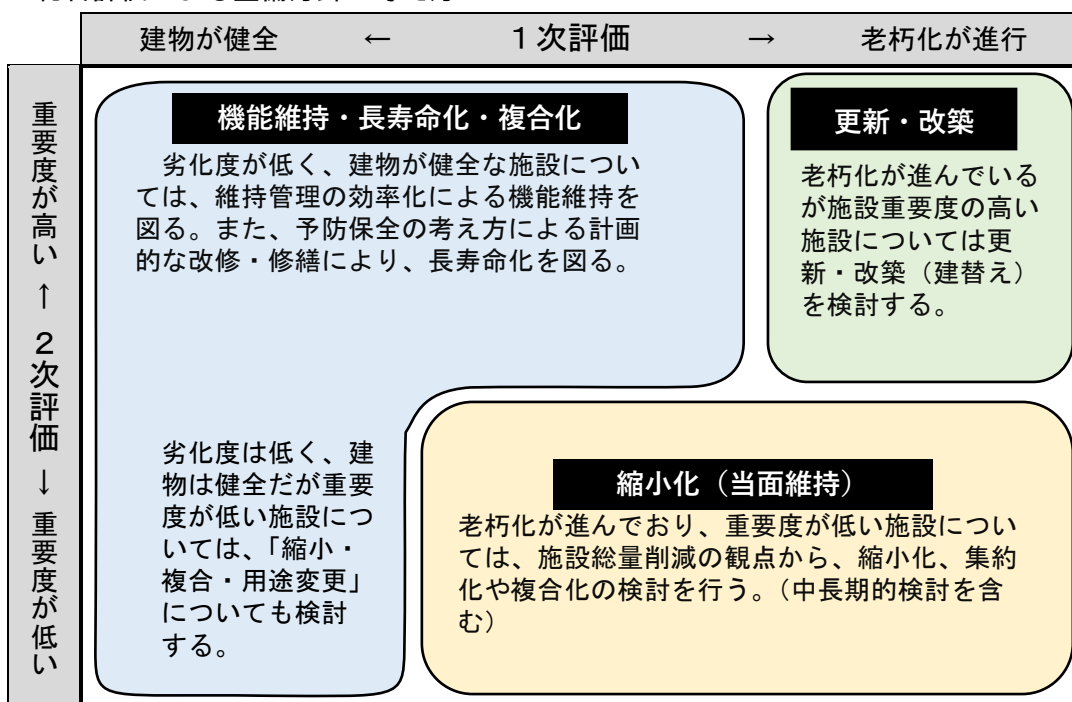 建物が健全 ← １次評価 → 老朽化が進行
重要度が高い ↑ ２次評価 ↓ 重要度が低い
機能維持・長寿命化・複合化
劣化度が低く、建物が健全な施設につい
ては、維持管理の効率化による機能維持を
図る。また、予防保全の考え方による計画
的な改修・修繕により、長寿命化を図る。
更新・改築
老朽化が進んでいる
が施設重要度の高い
施設については更
新・改築（建替え）
を検討する。
劣化度は低く、建
物は健全だが重要
度が低い施設につ
いては、「縮小・
複合・用途変更」
についても検討
する。
縮小化（当面維持）
老朽化が進んでおり、重要度が低い施設につい
ては、施設総量削減の観点から、縮小化、集約
化や複合化の検討を行う。（中長期的検討を含
む）